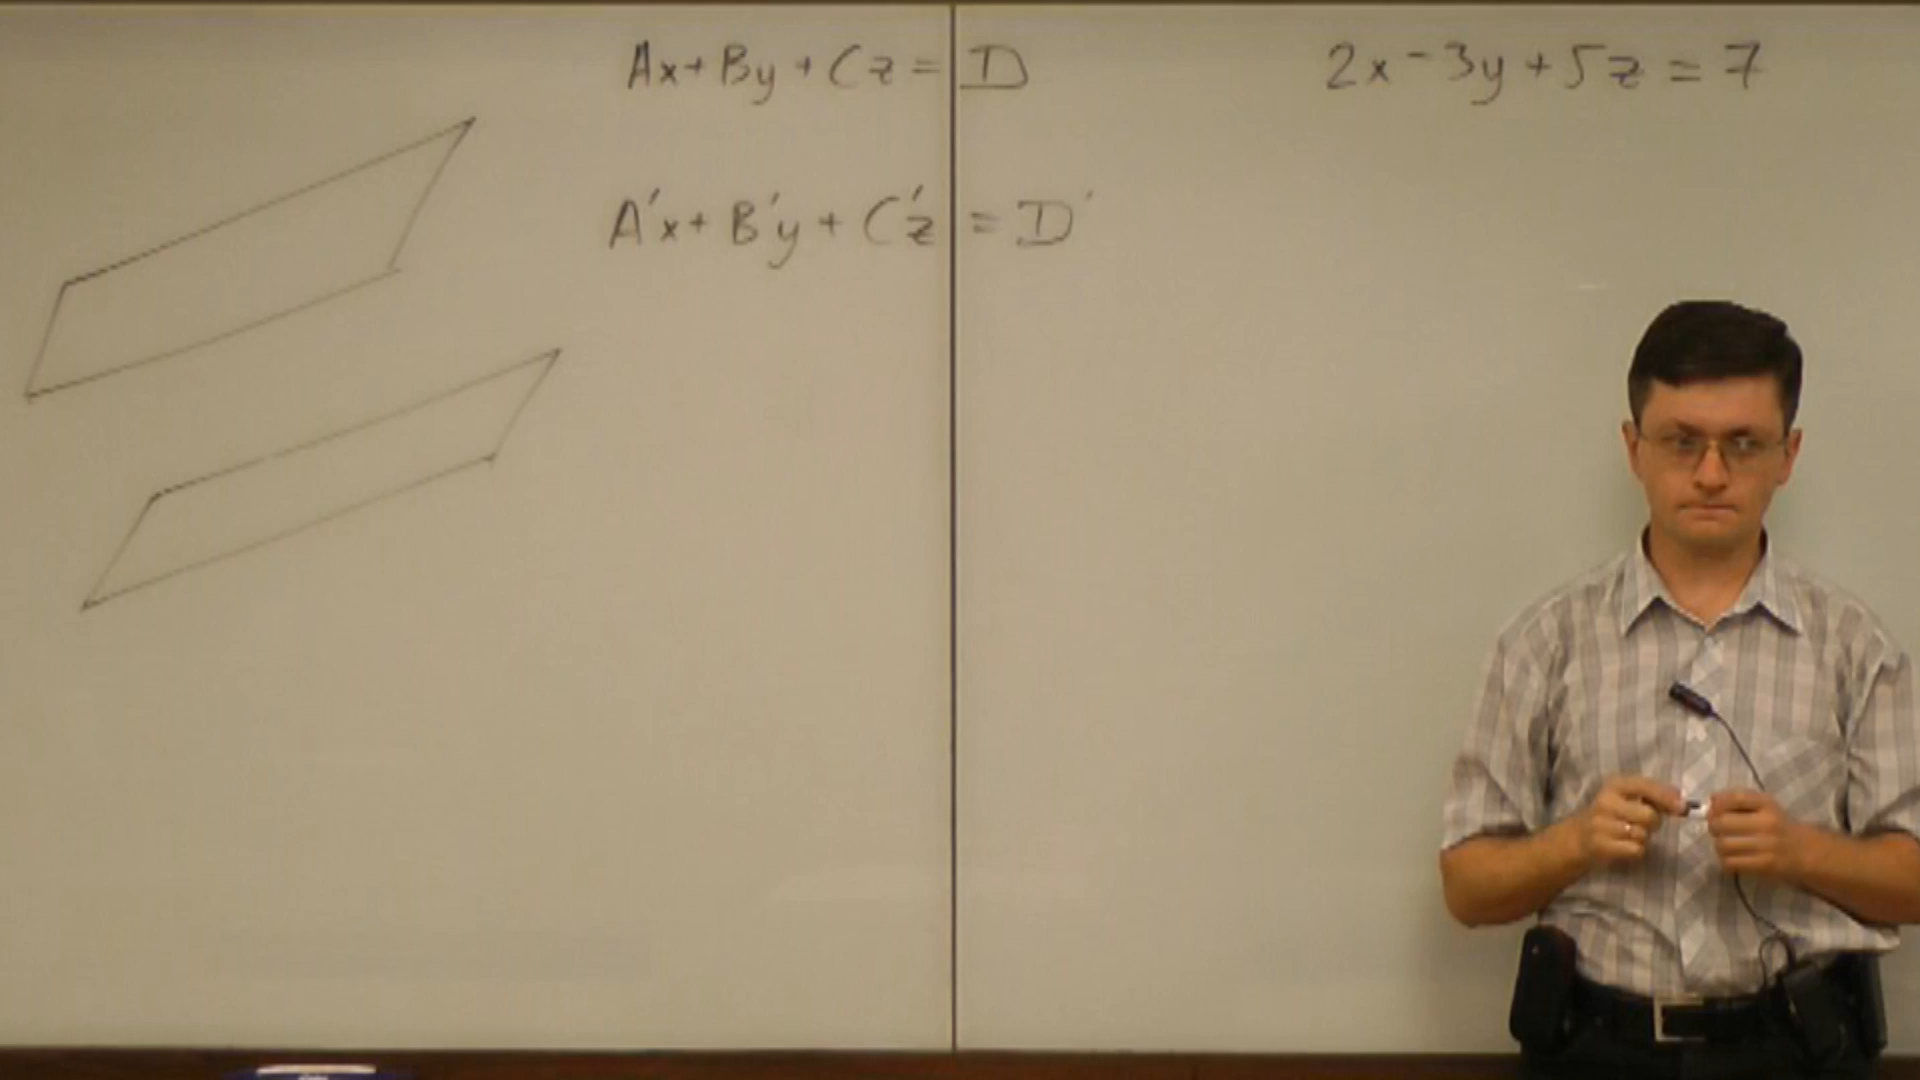 Ax + By + Cz = D
A'x + B'y + C'z = D'
2x - 3y + 5z = 7